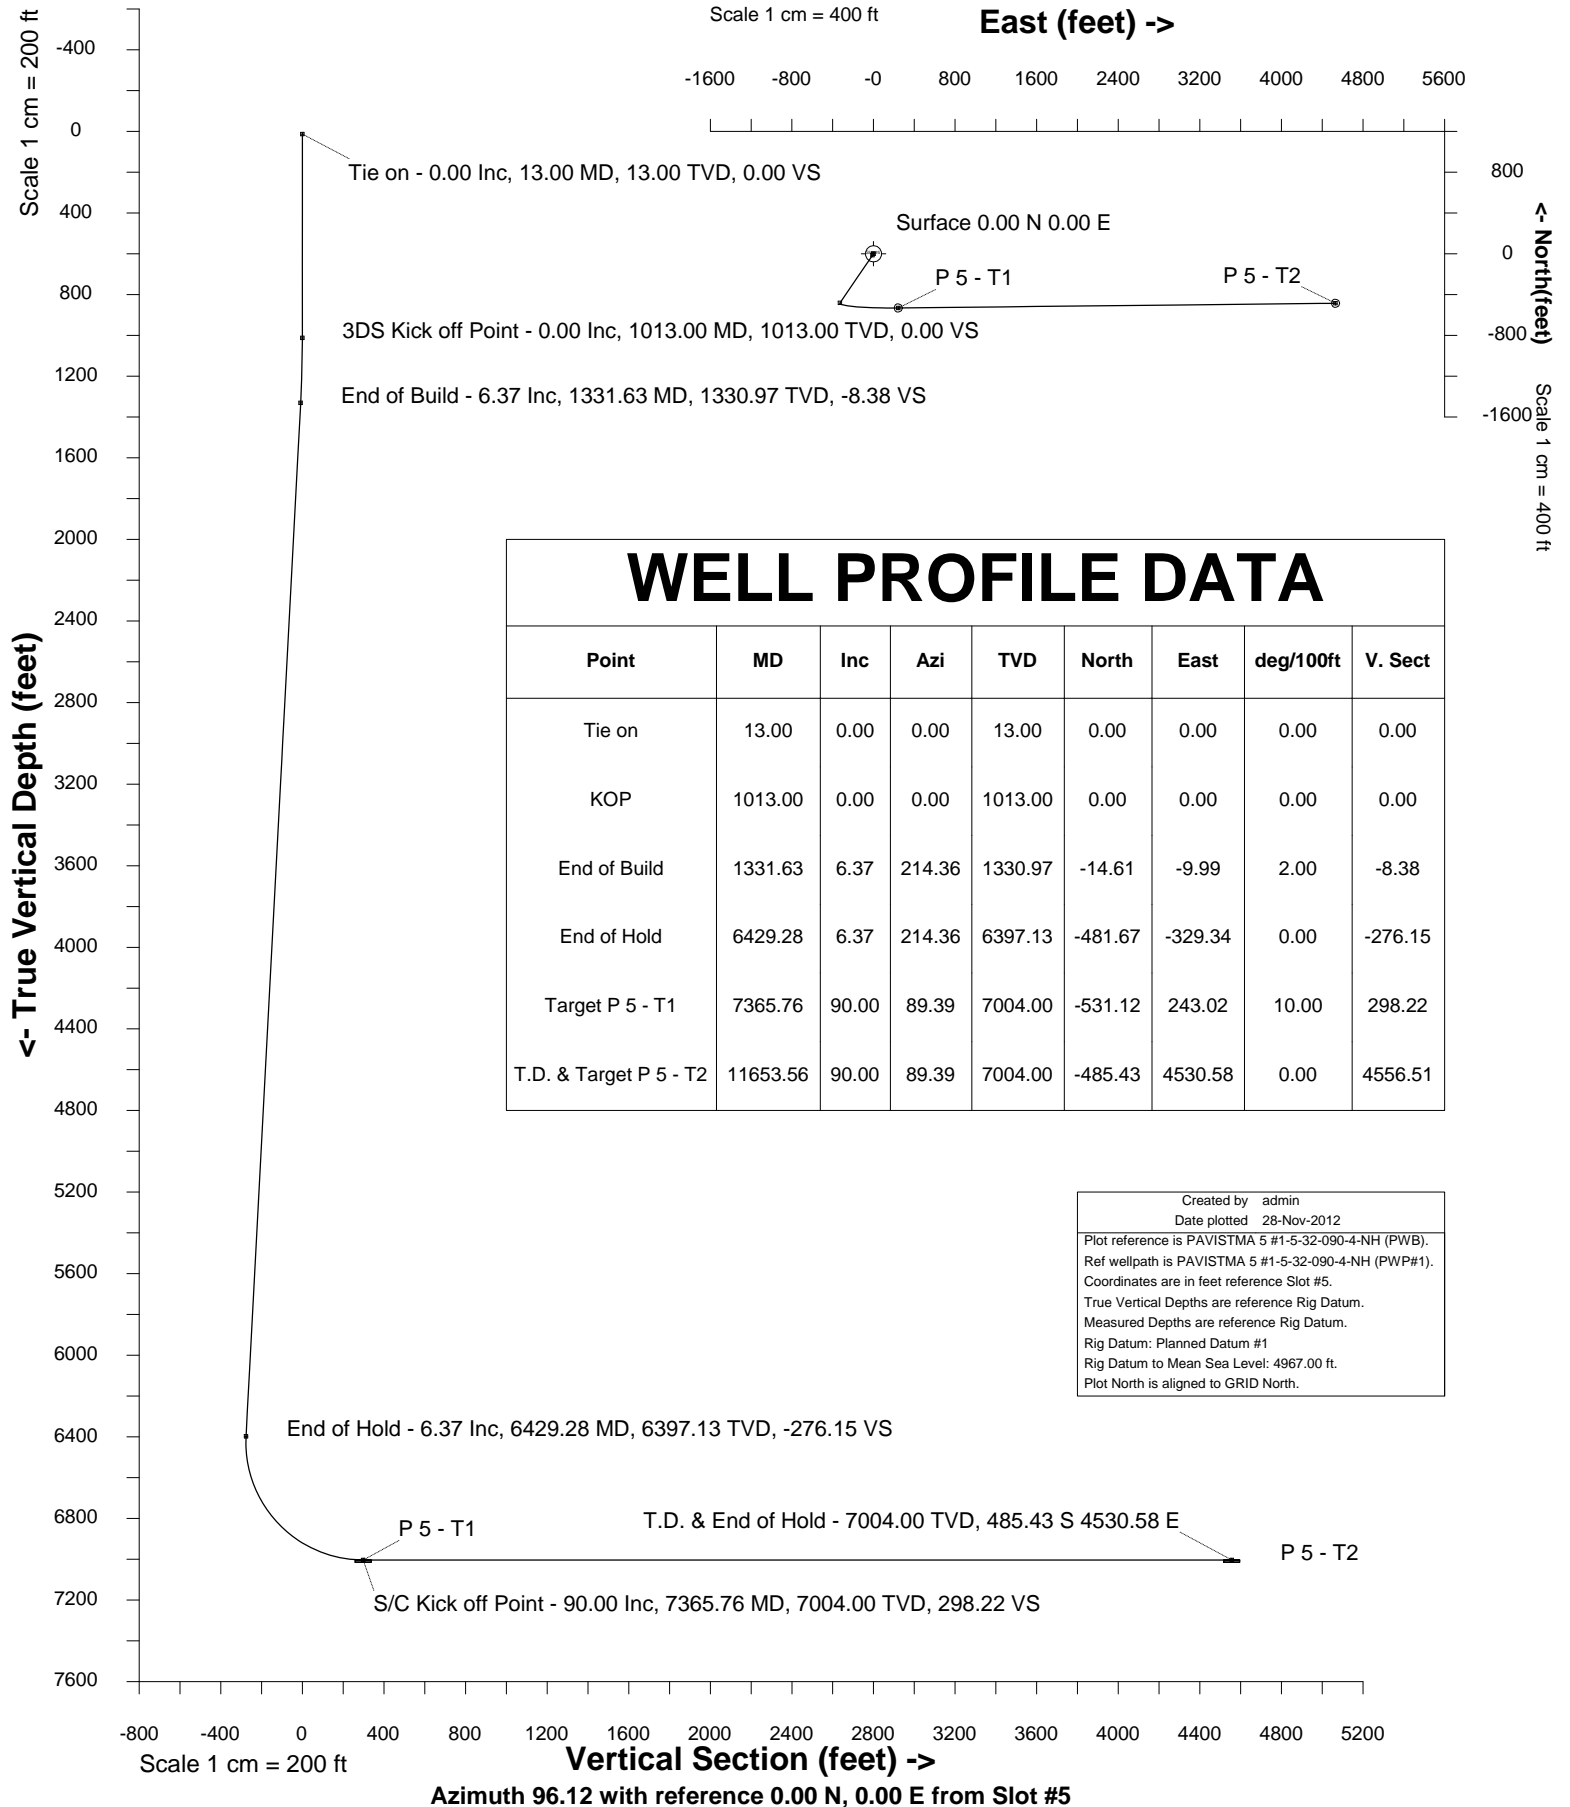 Scale 1 cm = 400 ft
East (feet) ->
-1600 -800 -0 800 1600 2400 3200 4000 4800 5600
Scale 1 cm = 200 ft
-400
0
400
800
1200
1600
2000
2400
2800
3200
3600
4000
4400
4800
5200
5600
6000
6400
6800
7200
7600
<- True Vertical Depth (feet)
Tie on - 0.00 Inc, 13.00 MD, 13.00 TVD, 0.00 VS
800
0
-800
-1600
<- North(feet)
Scale 1 cm = 400 ft
Surface 0.00 N 0.00 E
P 5 - T1
P 5 - T2
3DS Kick off Point - 0.00 Inc, 1013.00 MD, 1013.00 TVD, 0.00 VS
End of Build - 6.37 Inc, 1331.63 MD, 1330.97 TVD, -8.38 VS
WELL PROFILE DATA
Point MD Inc Azi TVD North East deg/100ft V. Sect
Tie on 13.00 0.00 0.00 13.00 0.00 0.00 0.00 0.00
KOP 1013.00 0.00 0.00 1013.00 0.00 0.00 0.00 0.00
End of Build 1331.63 6.37 214.36 1330.97 -14.61 -9.99 2.00 -8.38
End of Hold 6429.28 6.37 214.36 6397.13 -481.67 -329.34 0.00 -276.15
Target P 5 - T1 7365.76 90.00 89.39 7004.00 -531.12 243.02 10.00 298.22
T.D. & Target P 5 - T2 11653.56 90.00 89.39 7004.00 -485.43 4530.58 0.00 4556.51
Created by admin
Date plotted 28-Nov-2012
Plot reference is PAVISTMA 5 #1-5-32-090-4-NH (PWB).
Ref wellpath is PAVISTMA 5 #1-5-32-090-4-NH (PWP#1).
Coordinates are in feet reference Slot #5.
True Vertical Depths are reference Rig Datum.
Measured Depths are reference Rig Datum.
Rig Datum: Planned Datum #1
Rig Datum to Mean Sea Level: 4967.00 ft.
Plot North is aligned to GRID North.
End of Hold - 6.37 Inc, 6429.28 MD, 6397.13 TVD, -276.15 VS
P 5 - T1
T.D. & End of Hold - 7004.00 TVD, 485.43 S 4530.58 E
P 5 - T2
S/C Kick off Point - 90.00 Inc, 7365.76 MD, 7004.00 TVD, 298.22 VS
-800 -400 0 400 800 1200 1600 2000 2400 2800 3200 3600 4000 4400 4800 5200
Scale 1 cm = 200 ft
Vertical Section (feet) ->
Azimuth 96.12 with reference 0.00 N, 0.00 E from Slot #5